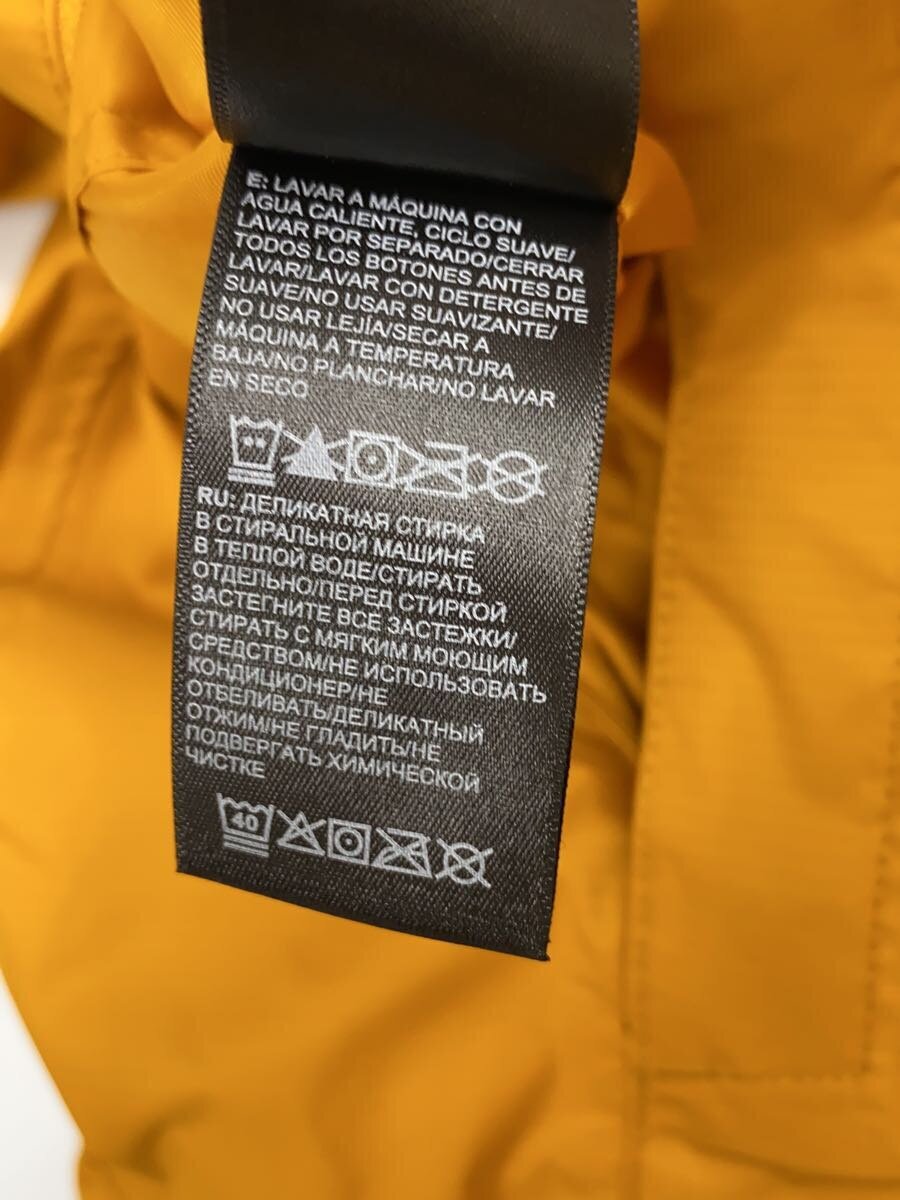 E: LAVAR A MÁQUINA CON
AGUA CALIENTE, CICLO SUAVE/
LAVAR POR SEPARADO/CERRAR
TODOS LOS BOTONES ANTES DE
LAVAR/LAVAR CON DETERGENTE
SUAVE/NO USAR SUAVIZANTE/
NO USAR LEJÍA/SECAR A
MÁQUINA A TEMPERATURA
BAJA/NO PLANCHAR/NO LAVAR
EN SECO
RU: ДЕЛИКАТНАЯ СТИРКА
В СТИРАЛЬНОЙ МАШИНЕ
В ТЕПЛОЙ ВОДЕ/СТИРАТЬ
ОТДЕЛЬНО/ПЕРЕД СТИРКОЙ
ЗАСТЕГНИТЕ ВСЕ ЗАСТЕЖКИ/
СТИРАТЬ С МЯГКИМ МОЮЩИМ
СРЕДСТВОМ/НЕ ИСПОЛЬЗОВАТЬ
КОНДИЦИОНЕР/НЕ
ОТБЕЛИВАТЬ/ДЕЛИКАТНЫЙ
ОТЖИМ/НЕ ГЛАДИТЬ/НЕ
ПОДВЕРГАТЬ ХИМИЧЕСКОЙ
ЧИСТКЕ
40